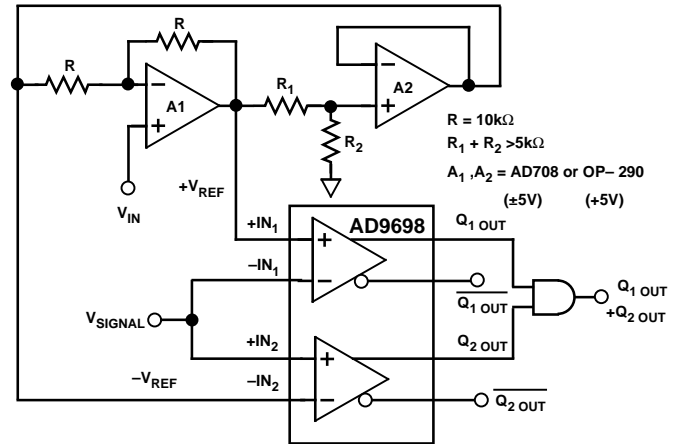 R
R
−
+
A1
R1
R2
−
+
A2
R = 10kΩ
R1 + R2 >5kΩ
A1 ,A2 = AD708 or OP– 290
(±5V) (+5V)
VIN
+VREF
AD9698
+IN1
+
−IN1
−
Q1 OUT
Q1 OUT
Q1 OUT
+Q2 OUT
VSIGNAL
+IN2
+
Q2 OUT
−VREF
−IN2
−
Q2 OUT